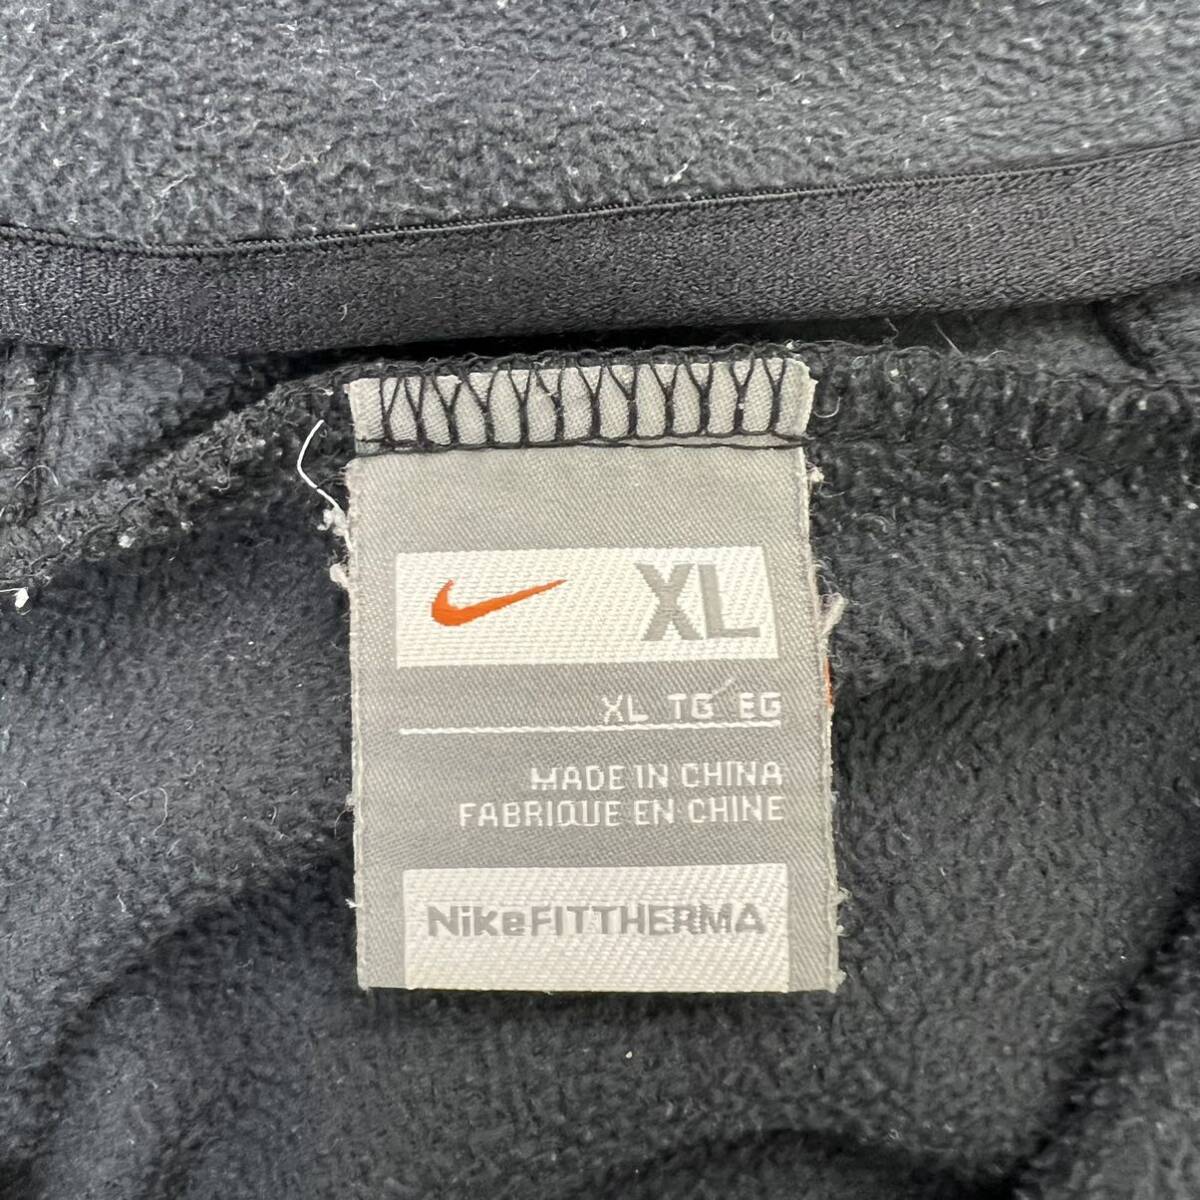 XL
XL TG EG
MADE IN CHINA
FABRIQUE EN CHINE
NikeFITTHERMA